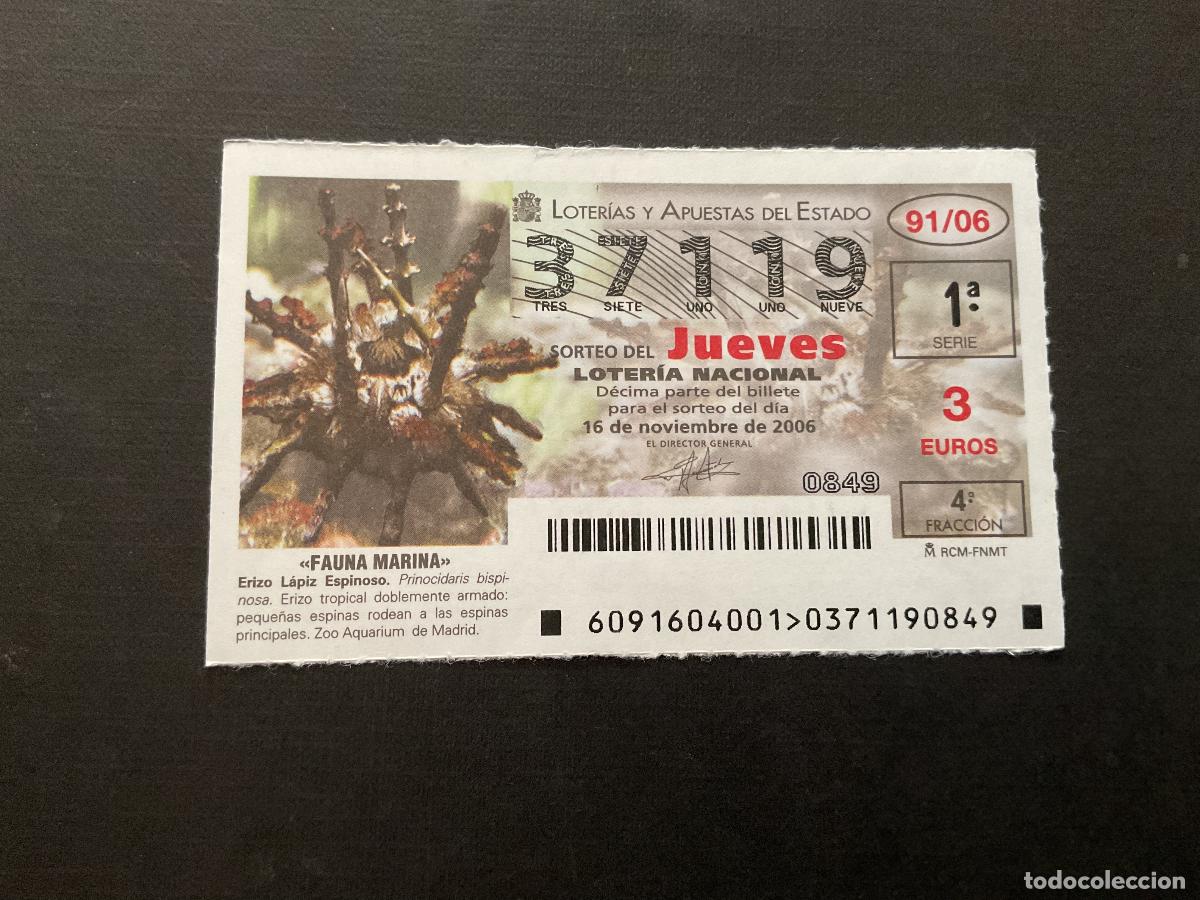 LOTERÍAS Y APUESTAS DEL ESTADO
91/06
37119
TRES SIETE UNO UNO NUEVE
1ª
SERIE
SORTEO DEL Jueves
LOTERÍA NACIONAL
Décima parte del billete
para el sorteo del día
16 de noviembre de 2006
EL DIRECTOR GENERAL
3
EUROS
0849
4ª
FRACCIÓN
M RCM-FNMT
«FAUNA MARINA»
Erizo Lápiz Espinoso. Prinocidaris bispi-
nosa. Erizo tropical doblemente armado:
pequeñas espinas rodean a las espinas
principales. Zoo Aquarium de Madrid.
6091604001>0371190849
todocoleccion